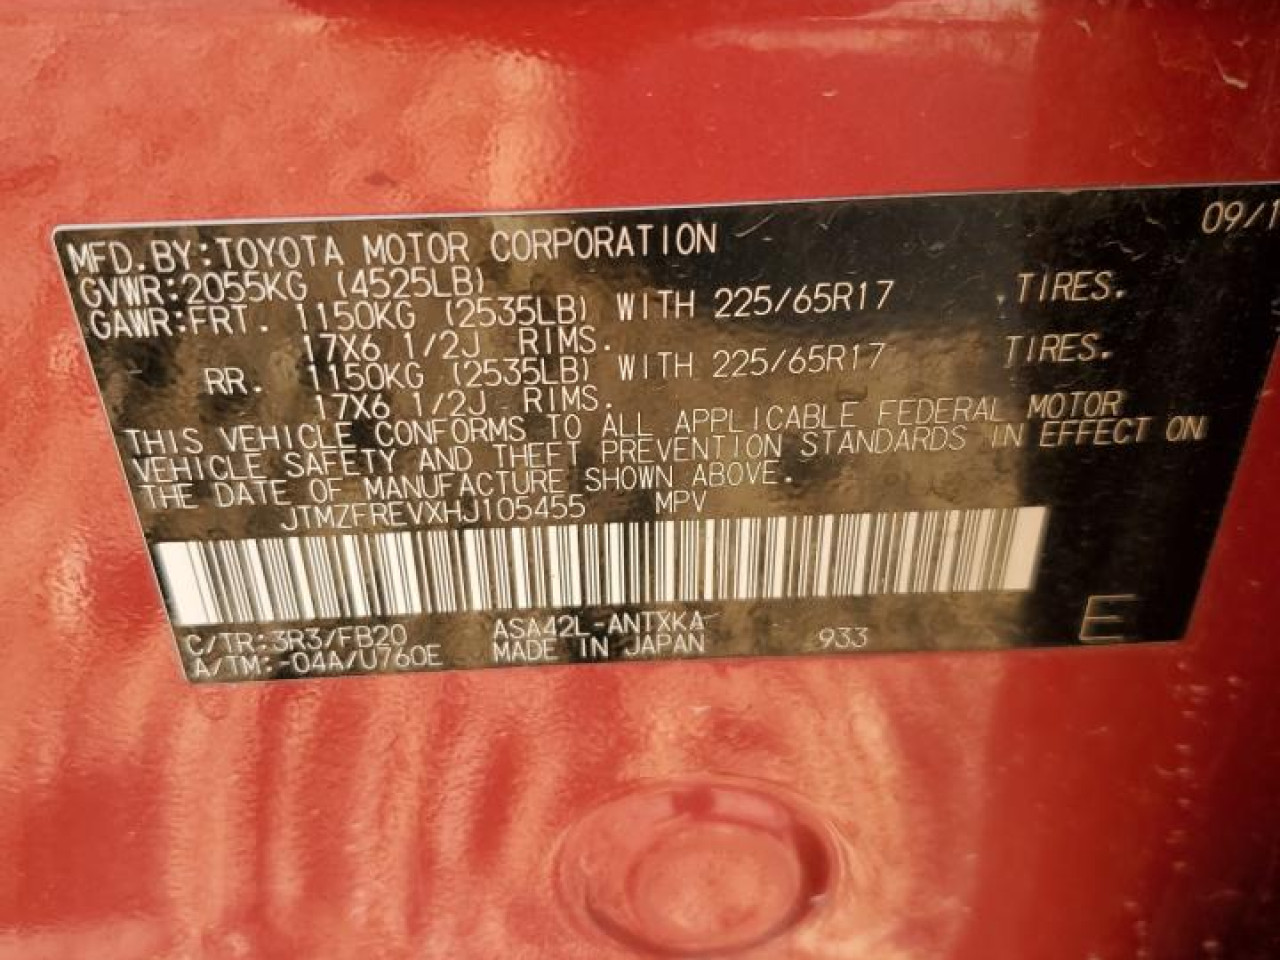 09/1
MFD.BY:TOYOTA MOTOR CORPORATION
GVWR:2055KG (4525LB)
GAWR:FRT. 1150KG (2535LB) WITH 225/65R17 TIRES.
17X6 1/2J RIMS.
RR. 1150KG (2535LB) WITH 225/65R17 TIRES.
17X6 1/2J RIMS.
THIS VEHICLE CONFORMS TO ALL APPLICABLE FEDERAL MOTOR
VEHICLE SAFETY AND THEFT PREVENTION STANDARDS IN EFFECT ON
THE DATE OF MANUFACTURE SHOWN ABOVE.
JTMZFREVXHJ105455 MPV
C/TR:3R3/FB20 ASA42L-ANTXKA 933 E
A/TM:-04A/U760E MADE IN JAPAN